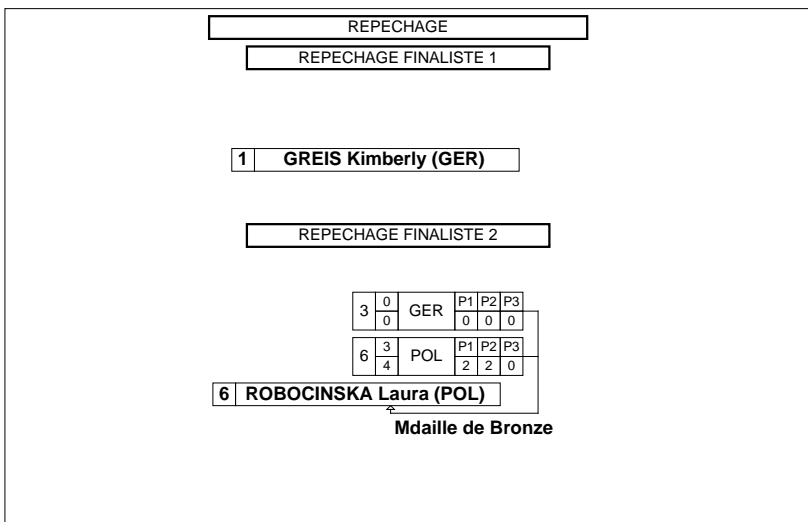 REPECHAGE
REPECHAGE FINALISTE 1
1 GREIS Kimberly (GER)
REPECHAGE FINALISTE 2
3 0 GER P1 P2 P3
0 0 0 0
6 3 POL P1 P2 P3
4 2 2 0
6 ROBOCINSKA Laura (POL)
Mdaille de Bronze